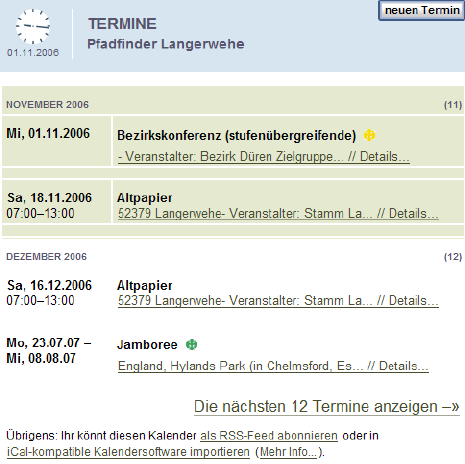 neuen Termin
TERMINE
Pfadfinder Langerwehe
01.11.2006
NOVEMBER 2006 (11)
Mi, 01.11.2006 Bezirkskonferenz (stufenübergreifende)
- Veranstalter: Bezirk Düren Zielgruppe... // Details...
Sa, 18.11.2006 Altpapier
07:00–13:00 52379 Langerwehe- Veranstalter: Stamm La... // Details...
DEZEMBER 2006 (12)
Sa, 16.12.2006 Altpapier
07:00–13:00 52379 Langerwehe- Veranstalter: Stamm La... // Details...
Mo, 23.07.07 – Jamboree
Mi, 08.08.07 England, Hylands Park (in Chelmsford, Es... // Details...
Die nächsten 12 Termine anzeigen –»
Übrigens: Ihr könnt diesen Kalender als RSS-Feed abonnieren oder in
iCal-kompatible Kalendersoftware importieren (Mehr Info...).